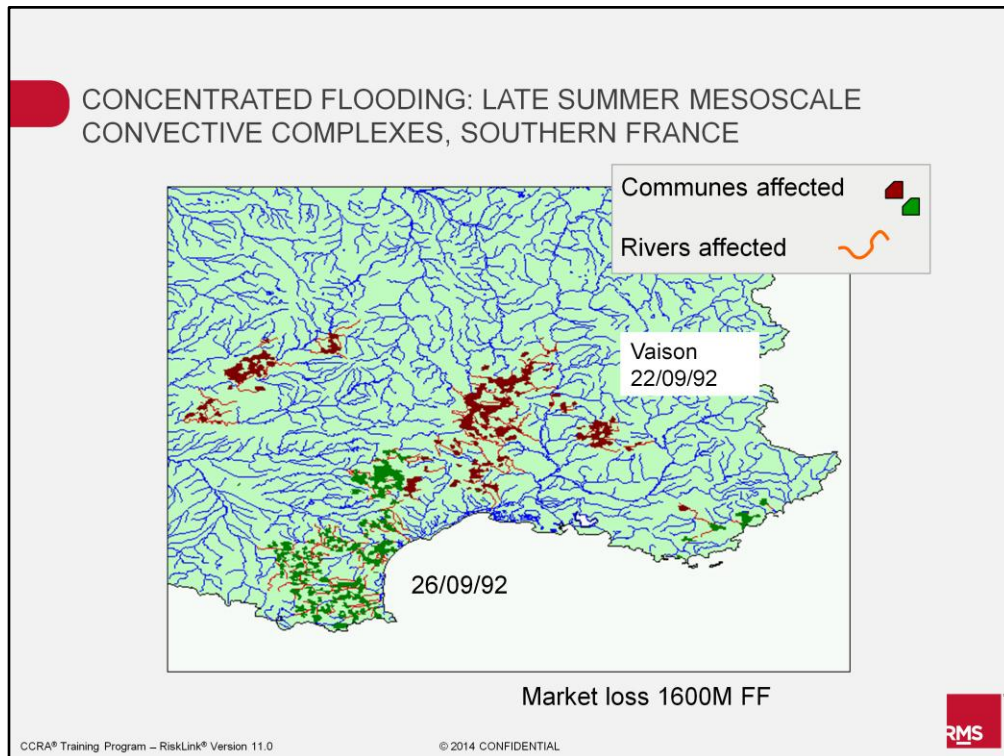 CONCENTRATED FLOODING: LATE SUMMER MESOSCALE
CONVECTIVE COMPLEXES, SOUTHERN FRANCE
Communes affected
Rivers affected
Vaison
22/09/92
26/09/92
Market loss 1600M FF
CCRA® Training Program – RiskLink® Version 11.0
© 2014 CONFIDENTIAL
RMS